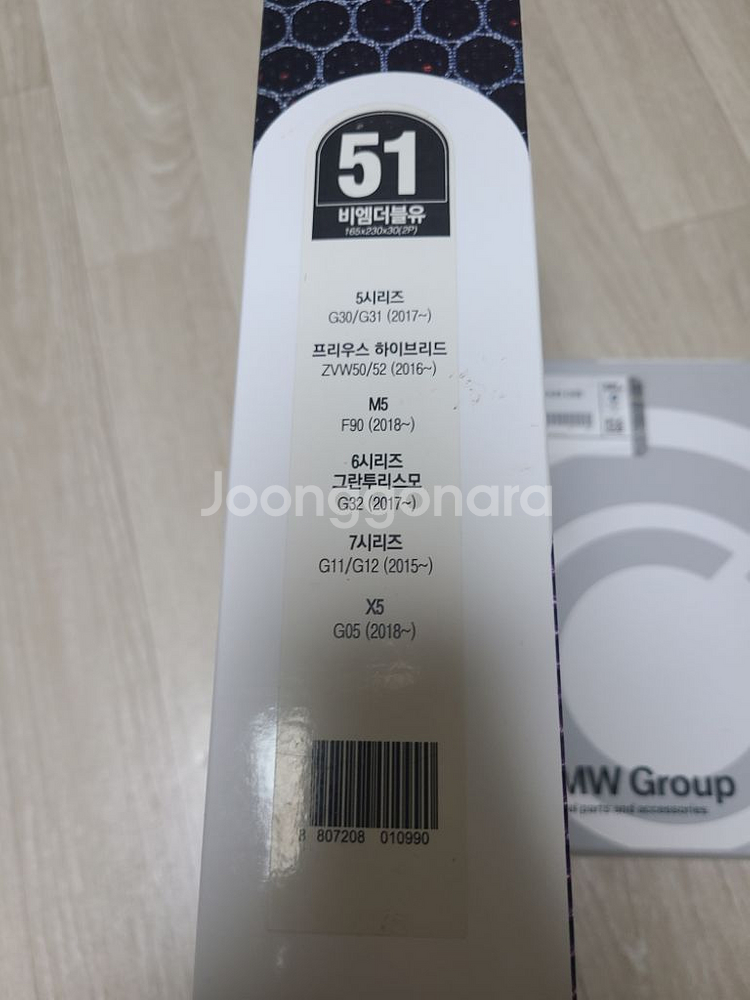 51
비엠더블유
165x230x30(2P)
5시리즈
G30/G31 (2017~)
프리우스 하이브리드
ZVW50/52 (2016~)
M5
F90 (2018~)
6시리즈
그란투리스모
G32 (2017~)
Joonggonara
7시리즈
G11/G12 (2015~)
X5
G05 (2018~)
8 807208 010990
MW Group
parts and accessories